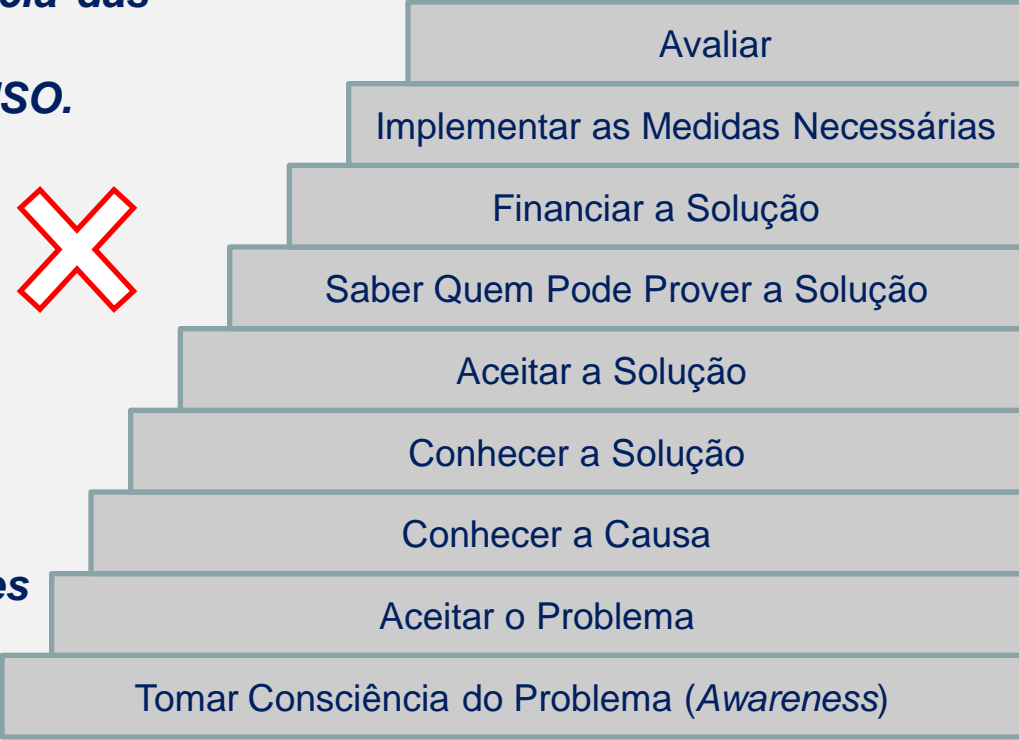 das
Avaliar
Implementar as Medidas Necessárias
Financiar a Solução
Saber Quem Pode Prover a Solução
Aceitar a Solução
Conhecer a Solução
Conhecer a Causa
Aceitar o Problema
Tomar Consciência do Problema (Awareness)